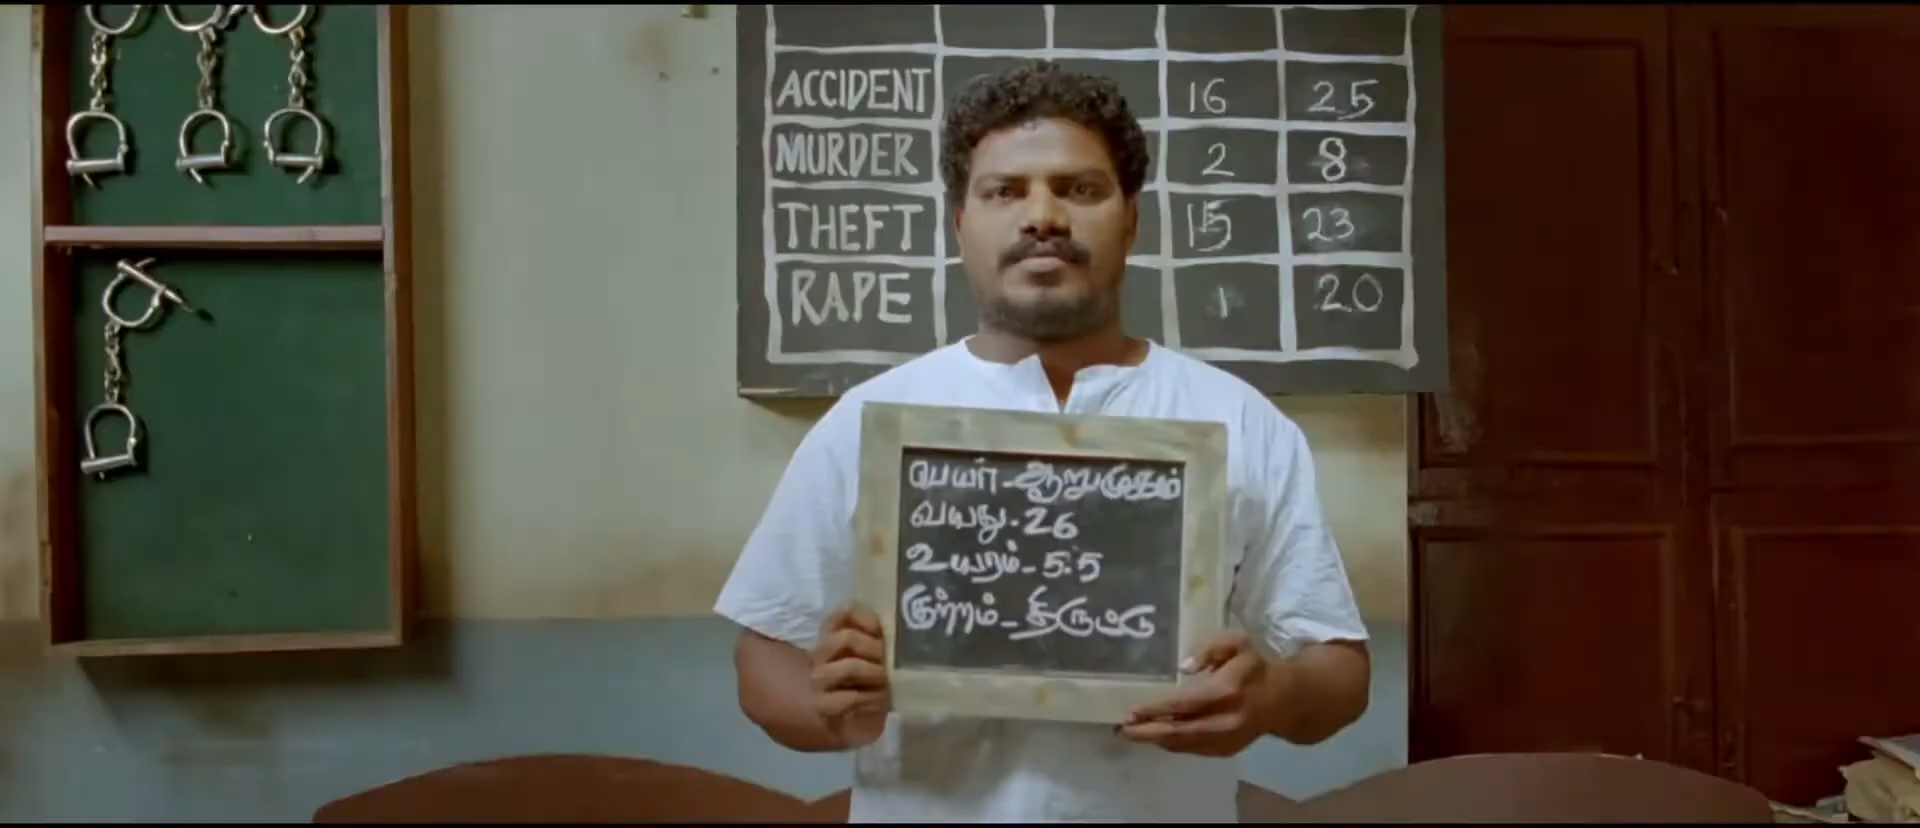 ACCIDENT 16 25
MURDER 2 8
THEFT 15 23
RAPE 1 20
பெயர் - ஆறுமுகம்
வயது - 26
உயரம் - 5.5
குற்றம் - திருட்டு